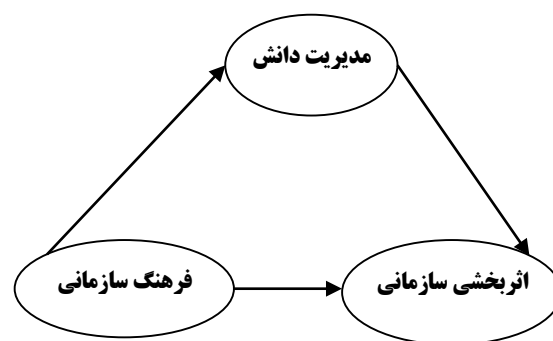 مدیریت دانش
فرهنگ سازمانی
اثربخشی سازمانی